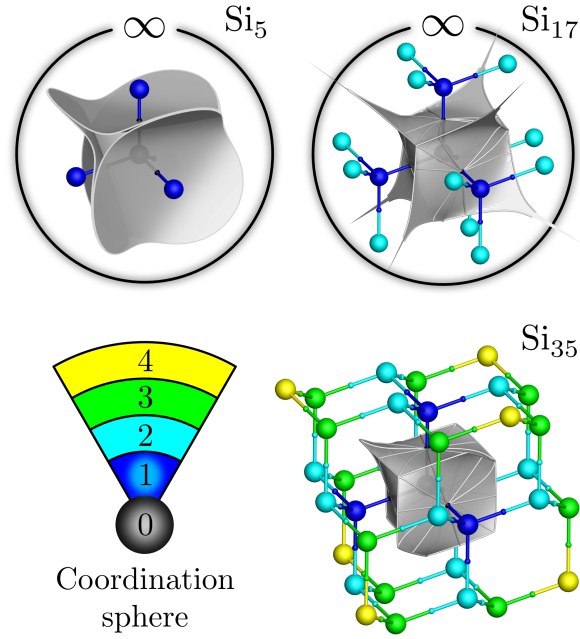 ∞ Si₅
∞ Si₁₇
Si₃₅
4
3
2
1
0
Coordination
sphere